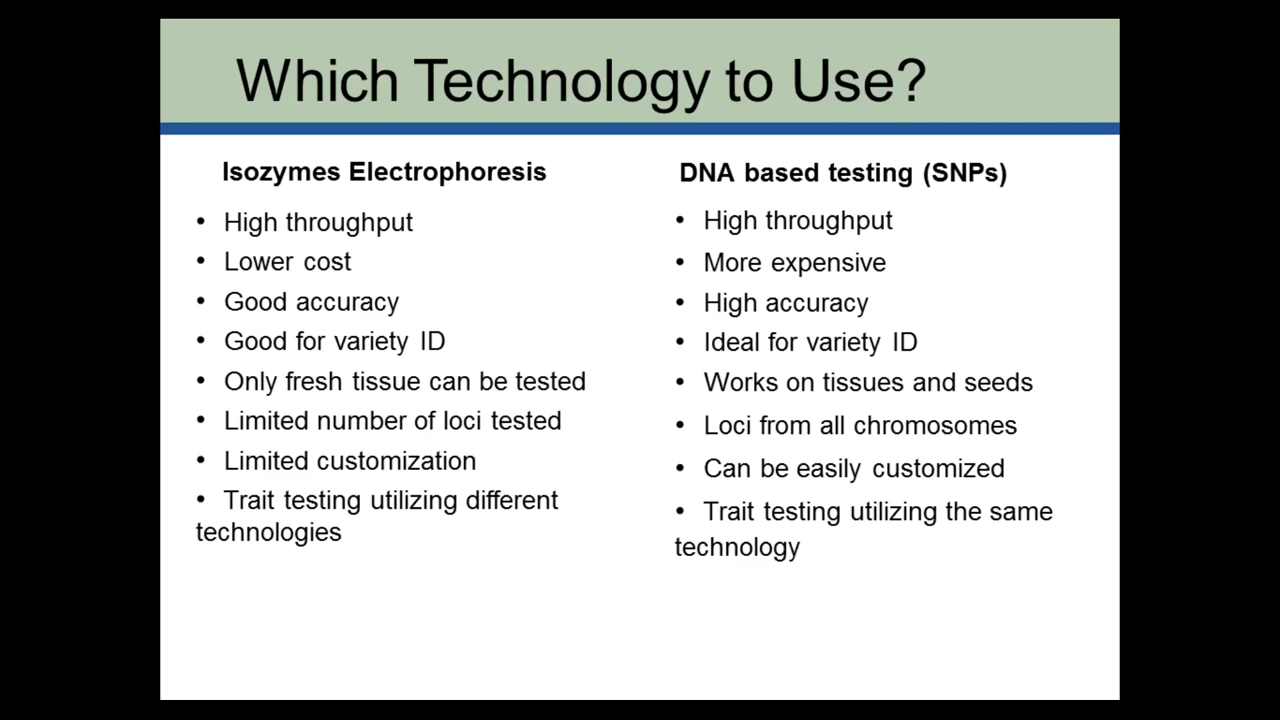 Which Technology to Use?
Isozymes Electrophoresis
• High throughput
• Lower cost
• Good accuracy
• Good for variety ID
• Only fresh tissue can be tested
• Limited number of loci tested
• Limited customization
• Trait testing utilizing different
technologies
DNA based testing (SNPs)
• High throughput
• More expensive
• High accuracy
• Ideal for variety ID
• Works on tissues and seeds
• Loci from all chromosomes
• Can be easily customized
• Trait testing utilizing the same
technology